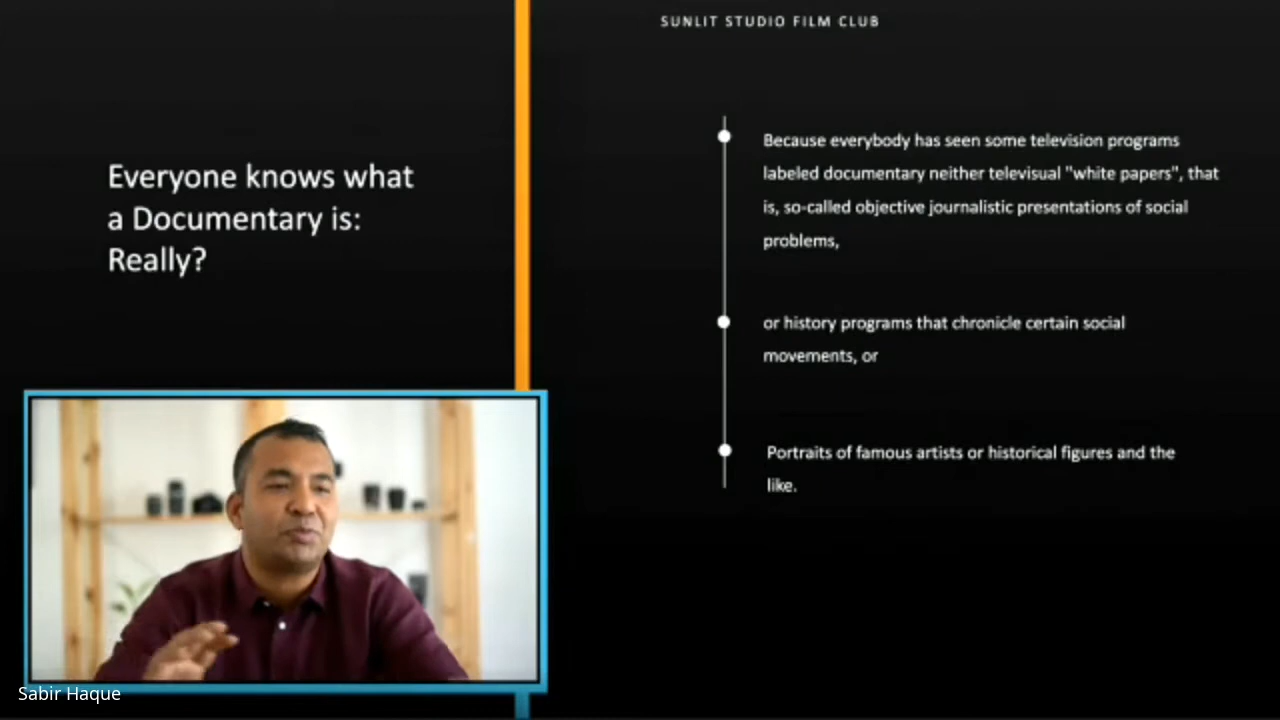 SUNLIT STUDIO FILM CLUB
Everyone knows what
a Documentary is:
Really?
Because everybody has seen some television programs
labeled documentary neither televisual "white papers", that
is, so-called objective journalistic presentations of social
problems,
or history programs that chronicle certain social
movements, or
Portraits of famous artists or historical figures and the
like.
Sabir Haque